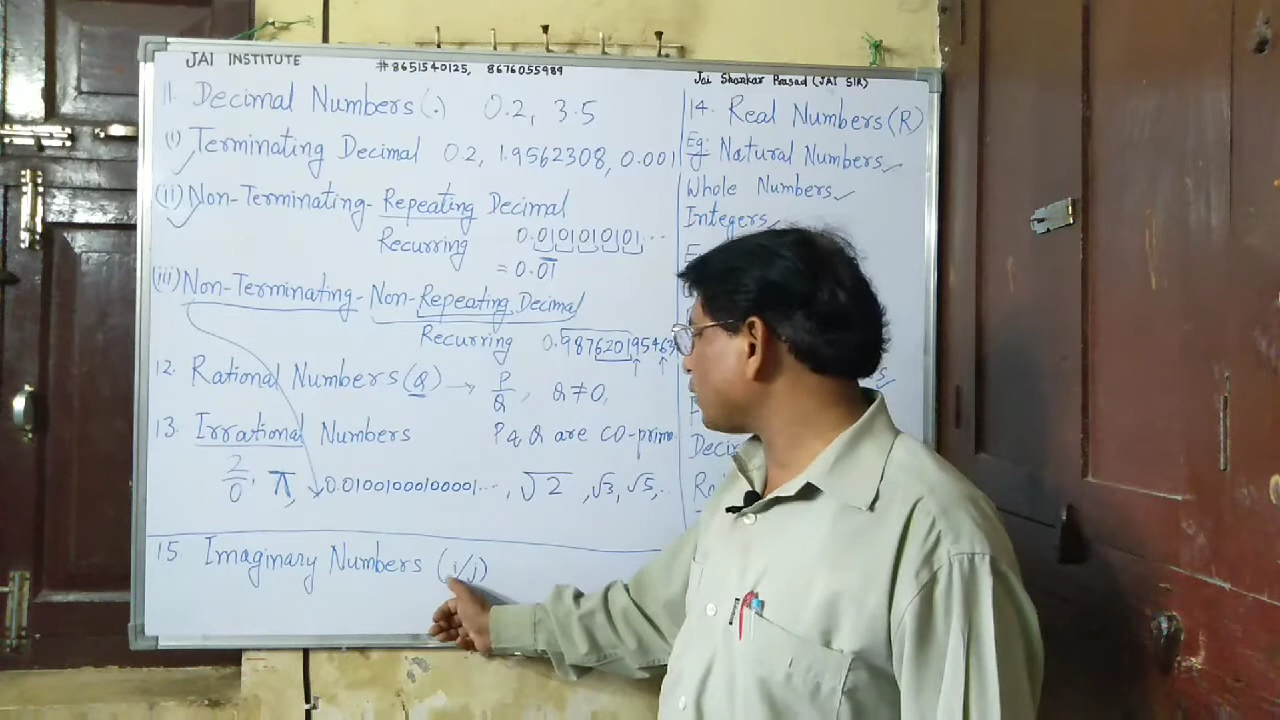 JAI INSTITUTE #8651540125, 8676055989
Jai Shankar Prasad (JAI SIR)
11. Decimal Numbers (.) 0.2, 3.5
(i) Terminating Decimal 0.2, 1.9562308, 0.001
(ii) Non-Terminating-Repeating Decimal
Recurring 0.0101010101...
= 0.01
(iii) Non-Terminating-Non-Repeating Decimal
Recurring 0.98762019546
12. Rational Numbers (Q) → P/Q, Q ≠ 0,
13. Irrational Numbers P & Q are co-prime
2/0, π, 0.01001000100001..., √2, √3, √5, ..
15. Imaginary Numbers (i/j)
14. Real Numbers (R)
Eg: Natural Numbers
Whole Numbers
Integers